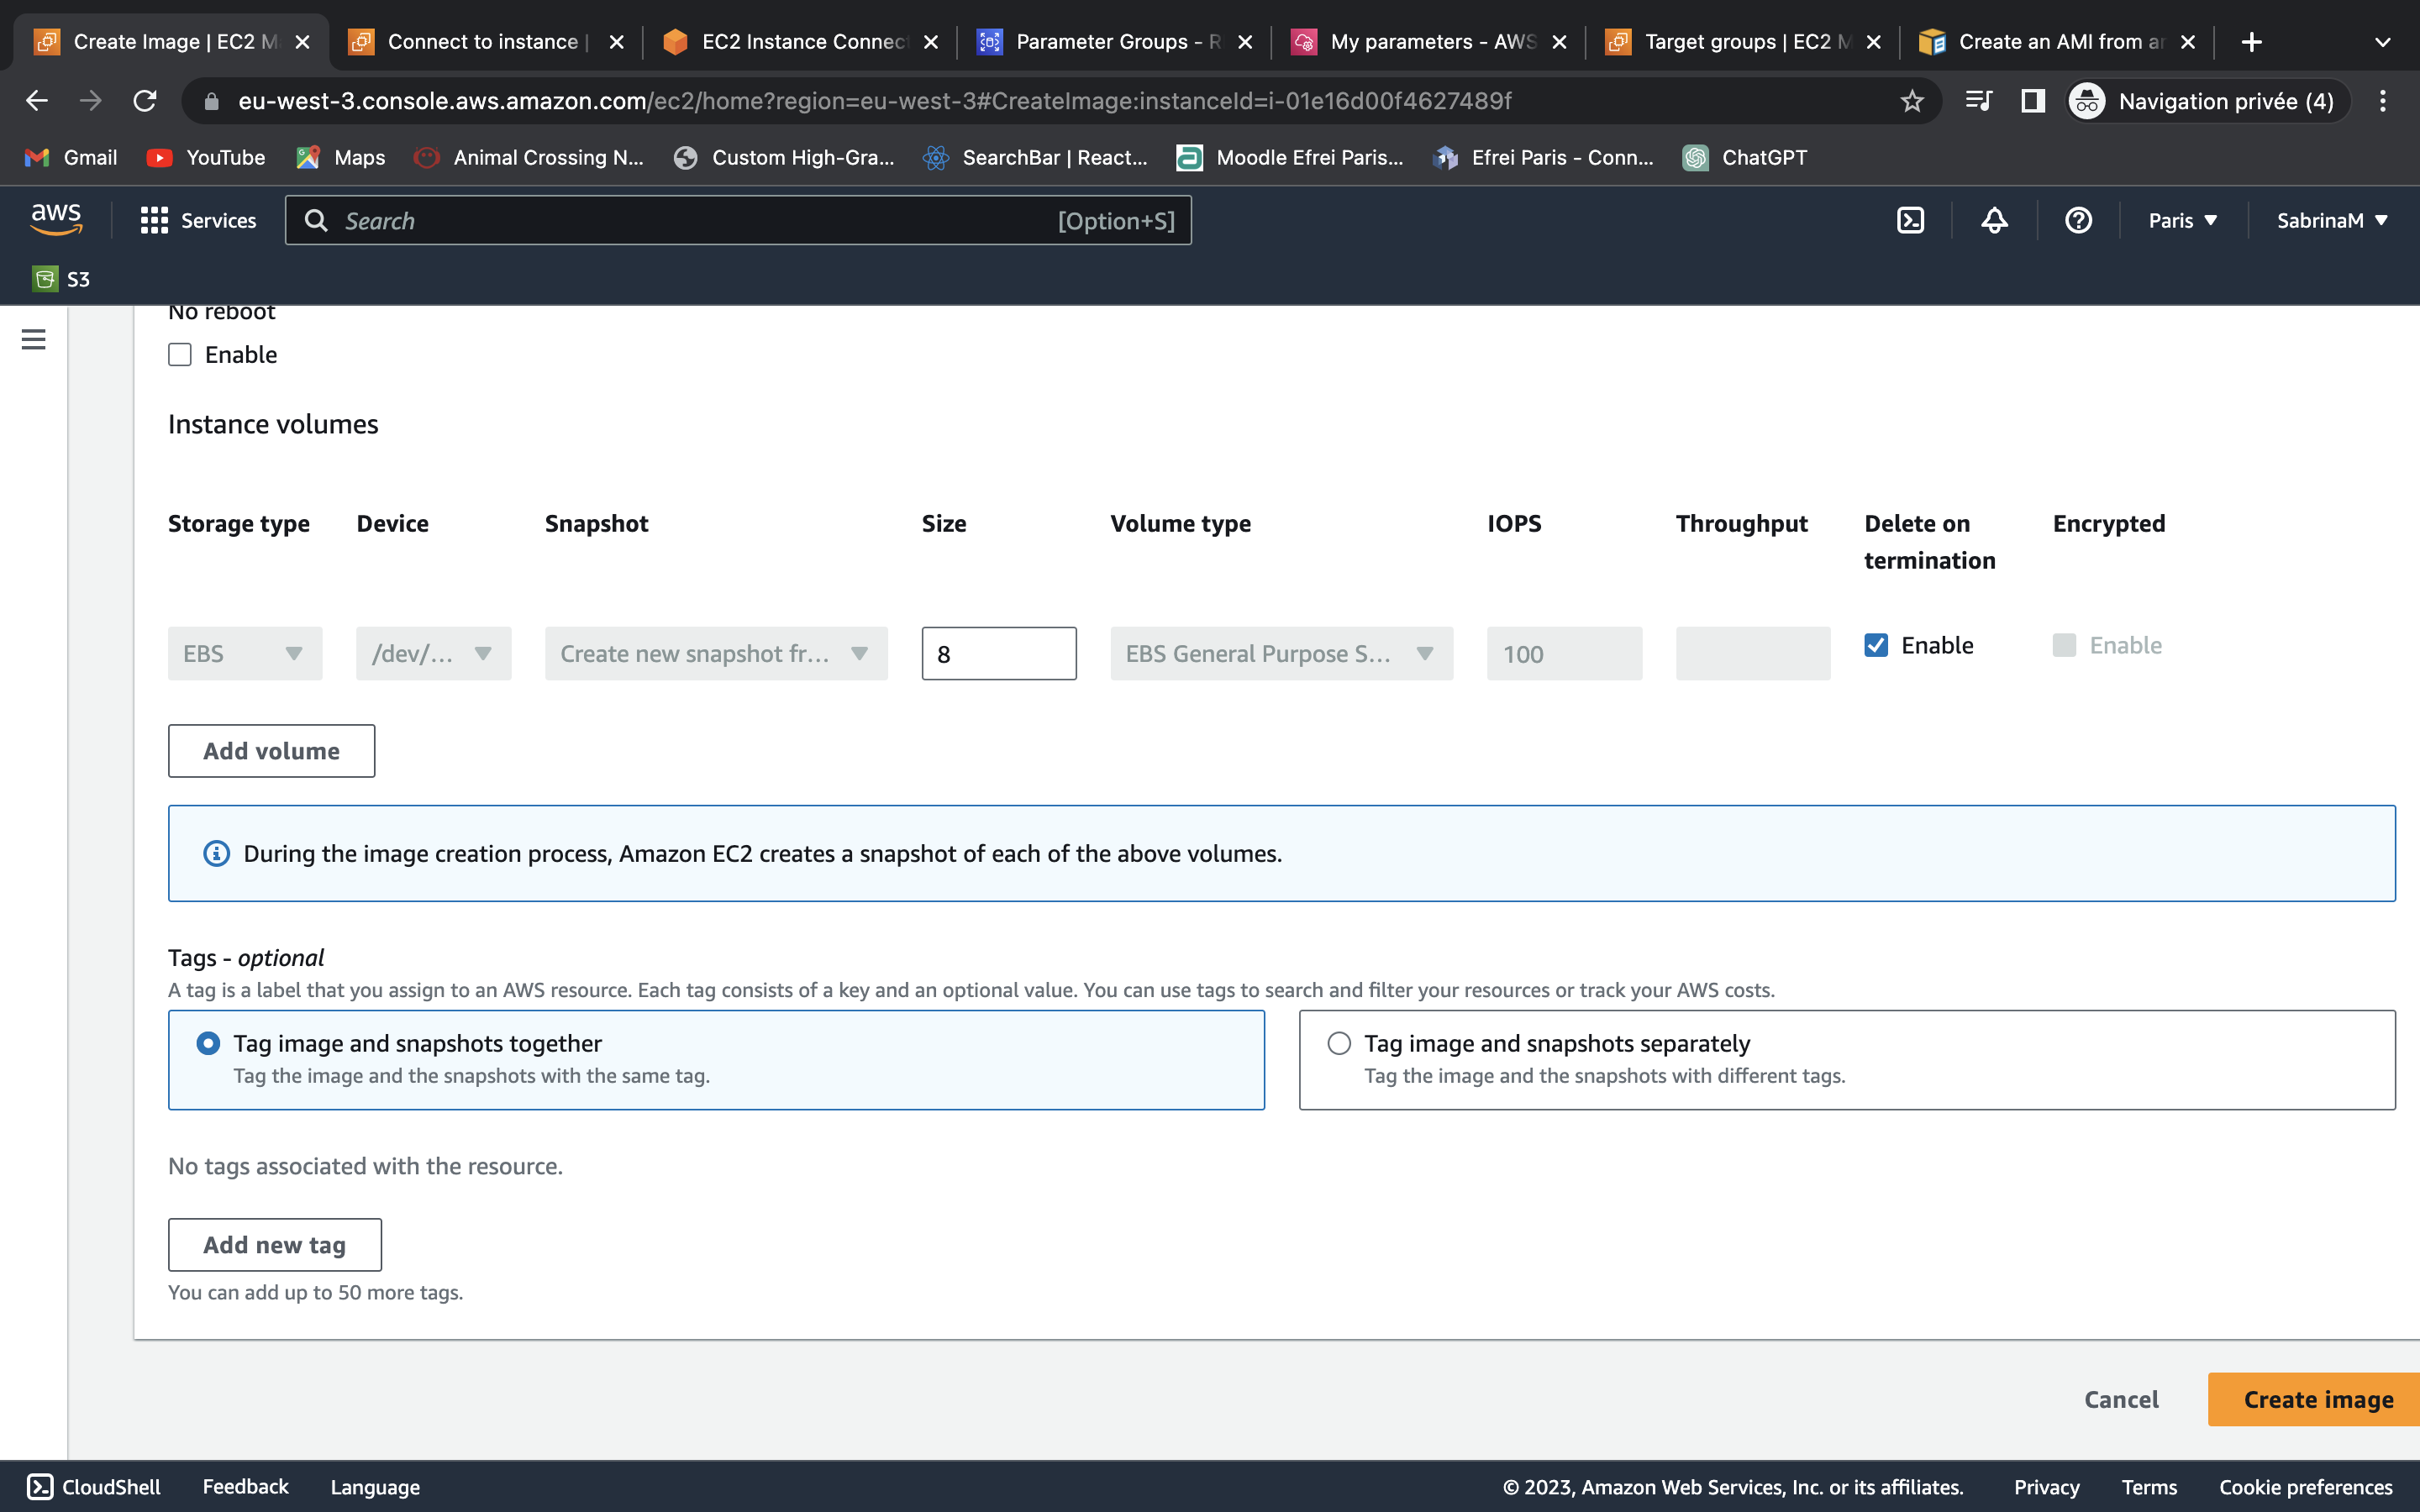 Create Image | EC2 M
Connect to instance |
EC2 Instance Connec
Parameter Groups - R
My parameters - AWS
Target groups | EC2 M
Create an AMI from an
eu-west-3.console.aws.amazon.com/ec2/home?region=eu-west-3#CreateImage:instanceId=i-01e16d00f4627489f
Navigation privée (4)
Gmail
YouTube
Maps
Animal Crossing N...
Custom High-Gra...
SearchBar | React...
Moodle Efrei Paris...
Efrei Paris - Conn...
ChatGPT
aws
Services
Search
[Option+S]
Paris
SabrinaM
S3
No reboot
Enable
Instance volumes
Storage type
Device
Snapshot
Size
Volume type
IOPS
Throughput
Delete on
termination
Encrypted
EBS
/dev/...
Create new snapshot fr...
8
EBS General Purpose S...
100
Enable
Enable
Add volume
During the image creation process, Amazon EC2 creates a snapshot of each of the above volumes.
Tags - optional
A tag is a label that you assign to an AWS resource. Each tag consists of a key and an optional value. You can use tags to search and filter your resources or track your AWS costs.
Tag image and snapshots together
Tag the image and the snapshots with the same tag.
Tag image and snapshots separately
Tag the image and the snapshots with different tags.
No tags associated with the resource.
Add new tag
You can add up to 50 more tags.
Cancel
Create image
CloudShell
Feedback
Language
© 2023, Amazon Web Services, Inc. or its affiliates.
Privacy
Terms
Cookie preferences